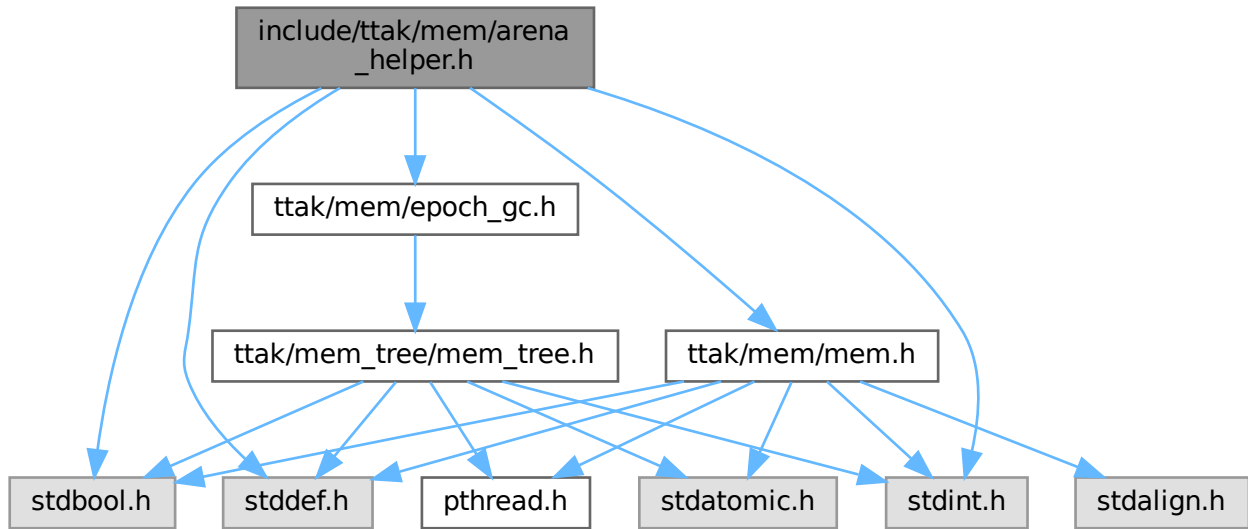 include/ttak/mem/arena
_helper.h
ttak/mem/epoch_gc.h
ttak/mem_tree/mem_tree.h
ttak/mem/mem.h
stdbool.h
stddef.h
pthread.h
stdatomic.h
stdint.h
stdalign.h